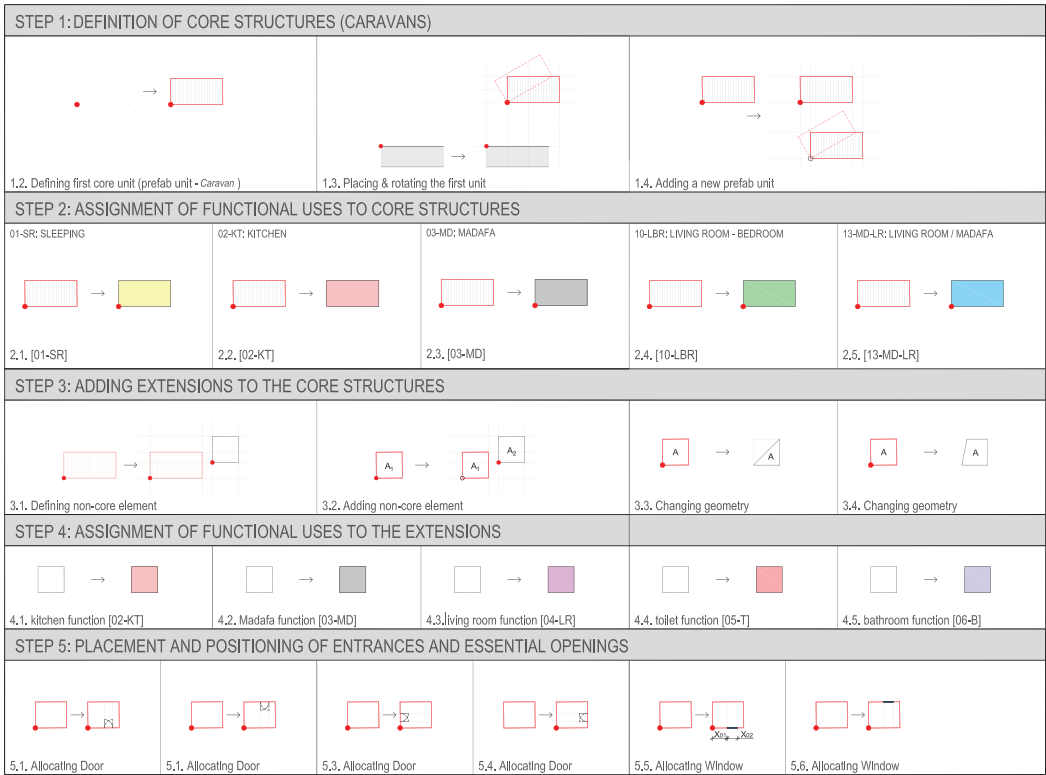 STEP 1: DEFINITION OF CORE STRUCTURES (CARAVANS)
1.2. Defining first core unit (prefab unit - Caravan )
1.3. Placing & rotating the first unit
1.4. Adding a new prefab unit
STEP 2: ASSIGNMENT OF FUNCTIONAL USES TO CORE STRUCTURES
01-SR: SLEEPING
02-KT: KITCHEN
03-MD: MADAFA
10-LBR: LIVING ROOM - BEDROOM
13-MD-LR: LIVING ROOM / MADAFA
2.1. [01-SR]
2.2. [02-KT]
2.3. [03-MD]
2.4. [10-LBR]
2.5. [13-MD-LR]
STEP 3: ADDING EXTENSIONS TO THE CORE STRUCTURES
A1
A1
A2
A
A
A
A
3.1. Defining non-core element
3.2. Adding non-core element
3.3. Changing geometry
3.4. Changing geometry
STEP 4: ASSIGNMENT OF FUNCTIONAL USES TO THE EXTENSIONS
4.1. kitchen function [02-KT]
4.2. Madafa function [03-MD]
4.3.living room function [04-LR]
4.4. toilet function [05-T]
4.5. bathroom function [06-B]
STEP 5: PLACEMENT AND POSITIONING OF ENTRANCES AND ESSENTIAL OPENINGS
X01
X02
5.1. Allocating Door
5.1. Allocating Door
5.3. Allocating Door
5.4. Allocating Door
5.5. Allocating Window
5.6. Allocating Window